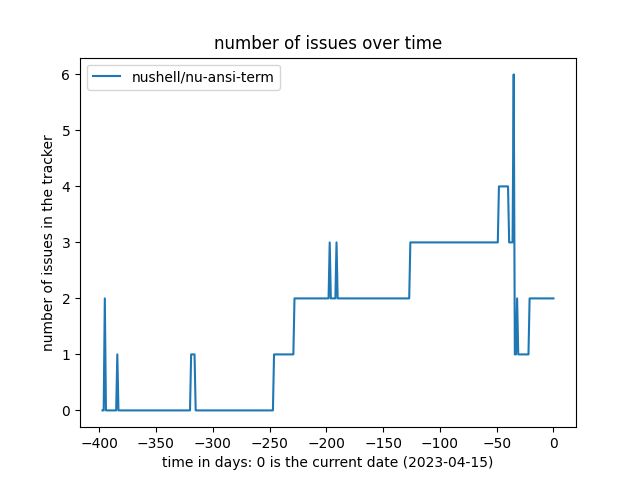 number of issues over time
nushell/nu-ansi-term
number of issues in the tracker
6
5
4
3
2
1
0
−400 −350 −300 −250 −200 −150 −100 −50 0
time in days: 0 is the current date (2023-04-15)